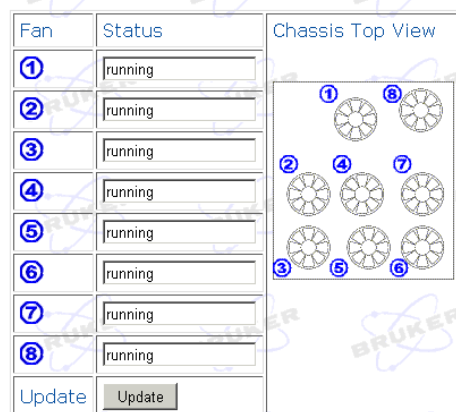 Fan Status Chassis Top View
1 running
2 running
3 running
4 running
5 running
6 running
7 running
8 running
Update Update
1 8
2 4 7
3 5 6
BRUKER
BRUKER
BRUKER